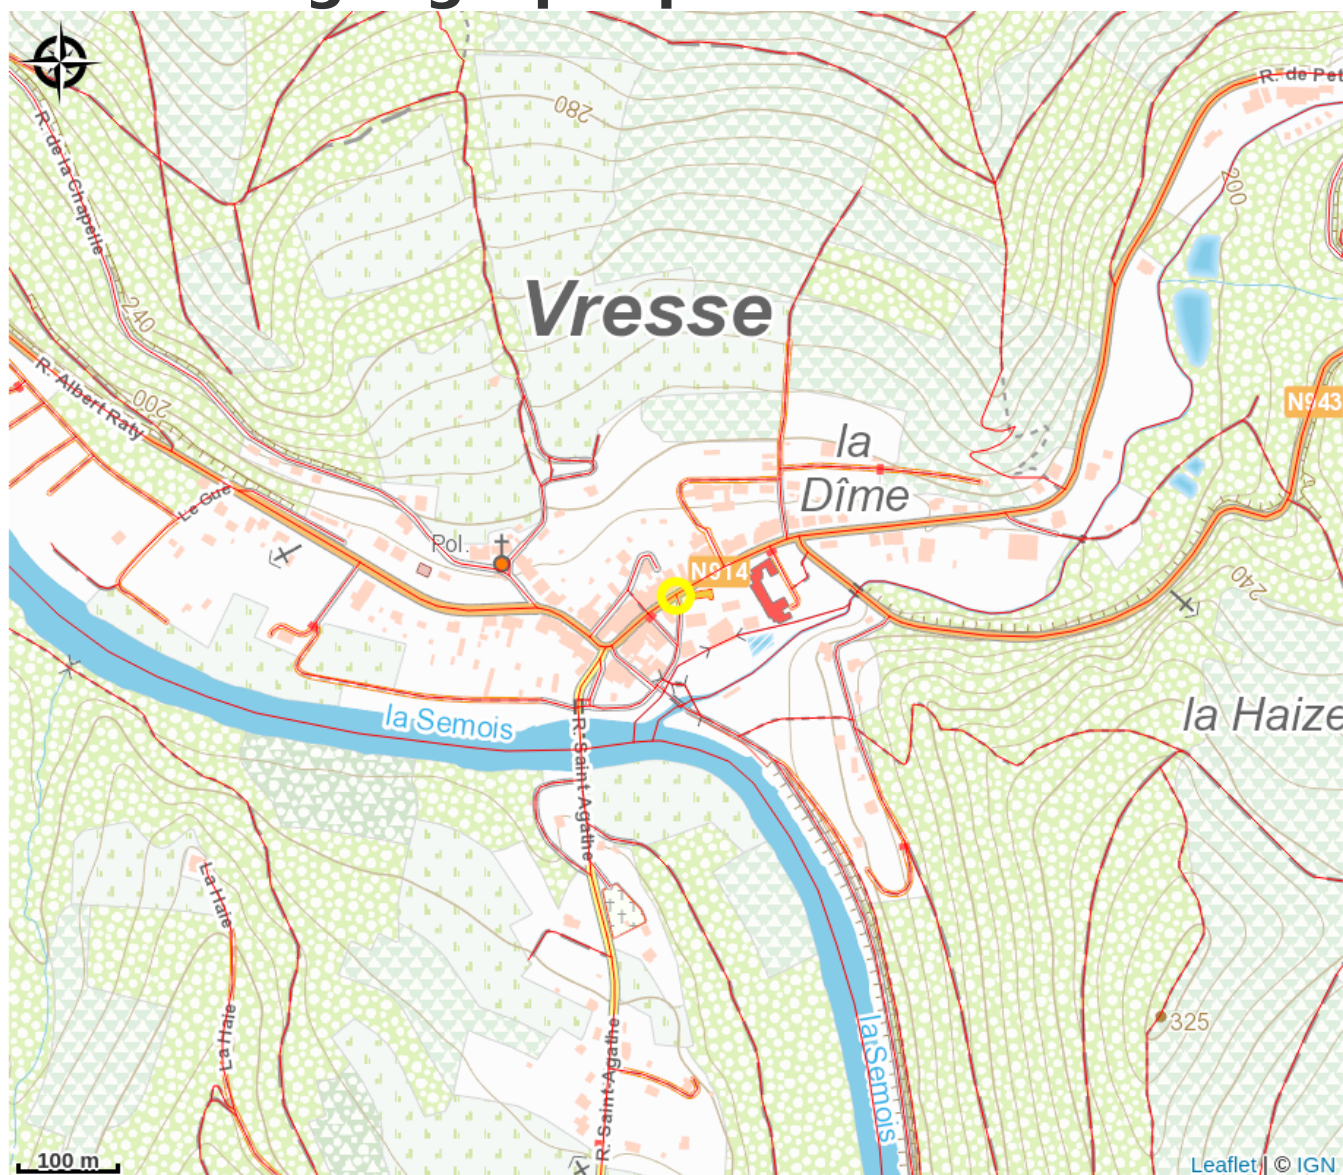 R. de la Chapelle
280
R. de Pet
200
Vresse
240
R. Albert Raty
200
N943
la
Dîme
Le Gue
Pol.
N914
240
la Semois
la Haize
R. Saint Agathe
La Haie
La Haie
325
la Semois
R. Saint Agathe
100 m
Leaflet | © IGN